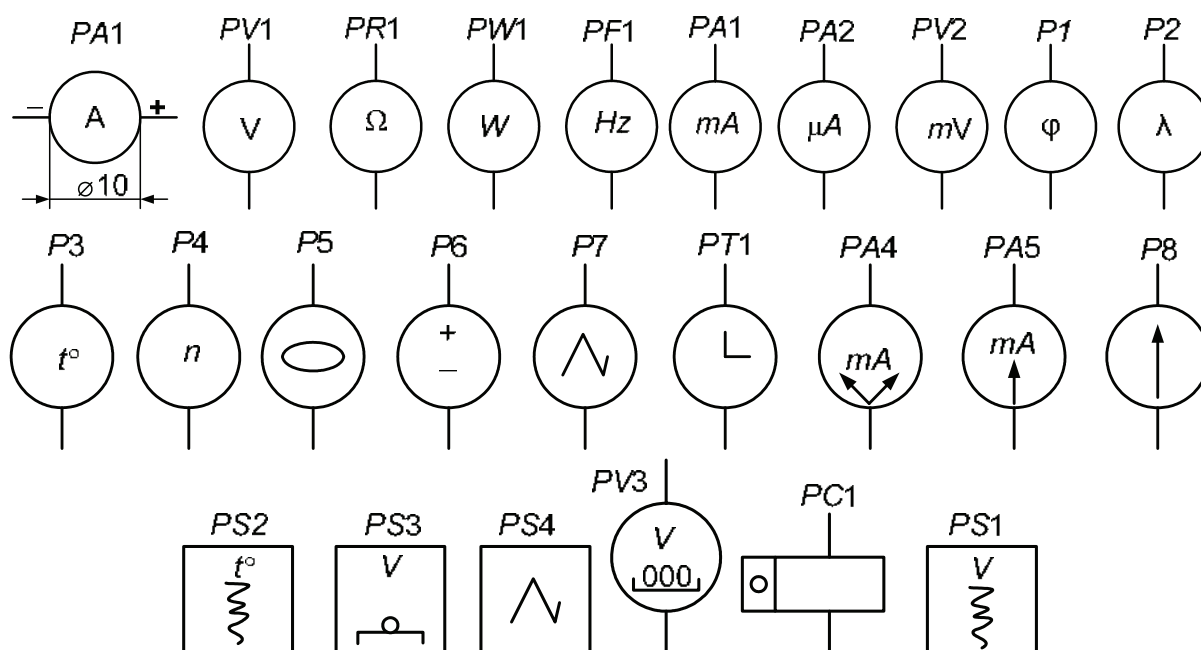 PA1 PV1 PR1 PW1 PF1 PA1 PA2 PV2 P1 P2
– A + V Ω W Hz mA μA mV φ λ
⌀10
P3 P4 P5 P6 P7 PT1 PA4 PA5 P8
t° n + – mA mA
PV3 PC1
PS2 PS3 PS4 PS1
t° V V V
000